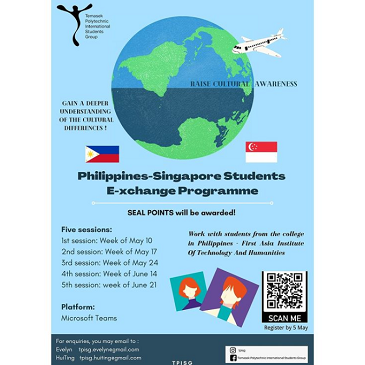 Temasek
Polytechnic
International
Students
Group
RAISE CULTURAL AWARENESS
GAIN A DEEPER
UNDERSTANDING
OF THE CULTURAL
DIFFERENCES !
Philippines-Singapore Students
E-xchange Programme
SEAL POINTS will be awarded!
Five sessions:
1st session: Week of May 10
2nd session: Week of May 17
3rd session: Week of May 24
4th session: Week of June 14
5th session: week of June 21
Platform:
Microsoft Teams
Work with students from the college
in Philippines - First Asia Institute
Of Technology And Humanities
SCAN ME
Register by 5 May
For enquiries, you may email to :
Evelyn tpisg.evelyn@gmail.com
HuiTing tpisg.huiting@gmail.com
TPISG
TPISG
Temasek Polytechnic International Students Group